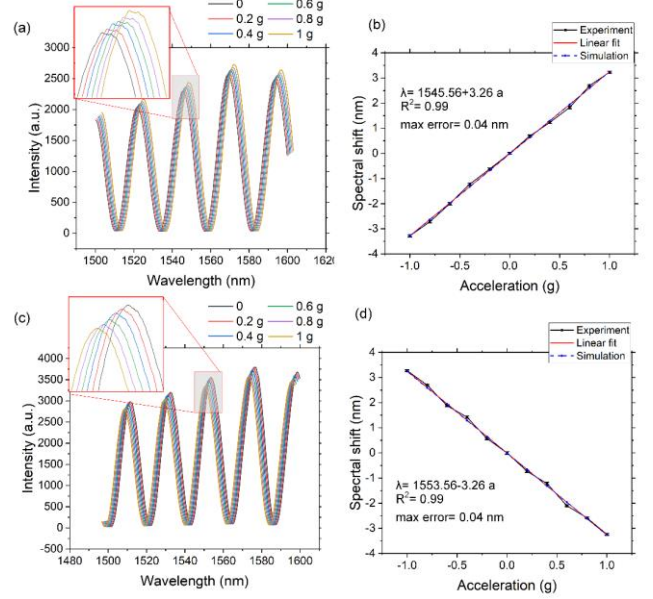 (a)
0
0.6 g
0.2 g
0.8 g
0.4 g
1 g
3000
2500
2000
1500
1000
500
0
Intensity (a.u.)
1500 1520 1540 1560 1580 1600 162
Wavelength (nm)
(b)
Experiment
Linear fit
Simulation
λ= 1545.56+3.26 a
R²= 0.99
max error= 0.04 nm
4
3
2
1
0
-1
-2
-3
-4
Spectral shift (nm)
-1.0 -0.5 0.0 0.5 1.0
Acceleration (g)
(c)
0
0.6 g
0.2 g
0.8 g
0.4 g
1 g
4000
3500
3000
2500
2000
1500
1000
500
0
-500
Intensity (a.u.)
1480 1500 1520 1540 1560 1580 1600
Wavelength (nm)
(d)
Experiment
Linear fit
Simulation
λ= 1553.56-3.26 a
R²= 0.99
max error= 0.04 nm
4
3
2
1
0
-1
-2
-3
-4
Specrtal shift (nm)
-1.0 -0.5 0.0 0.5 1.0
Acceleration (g)